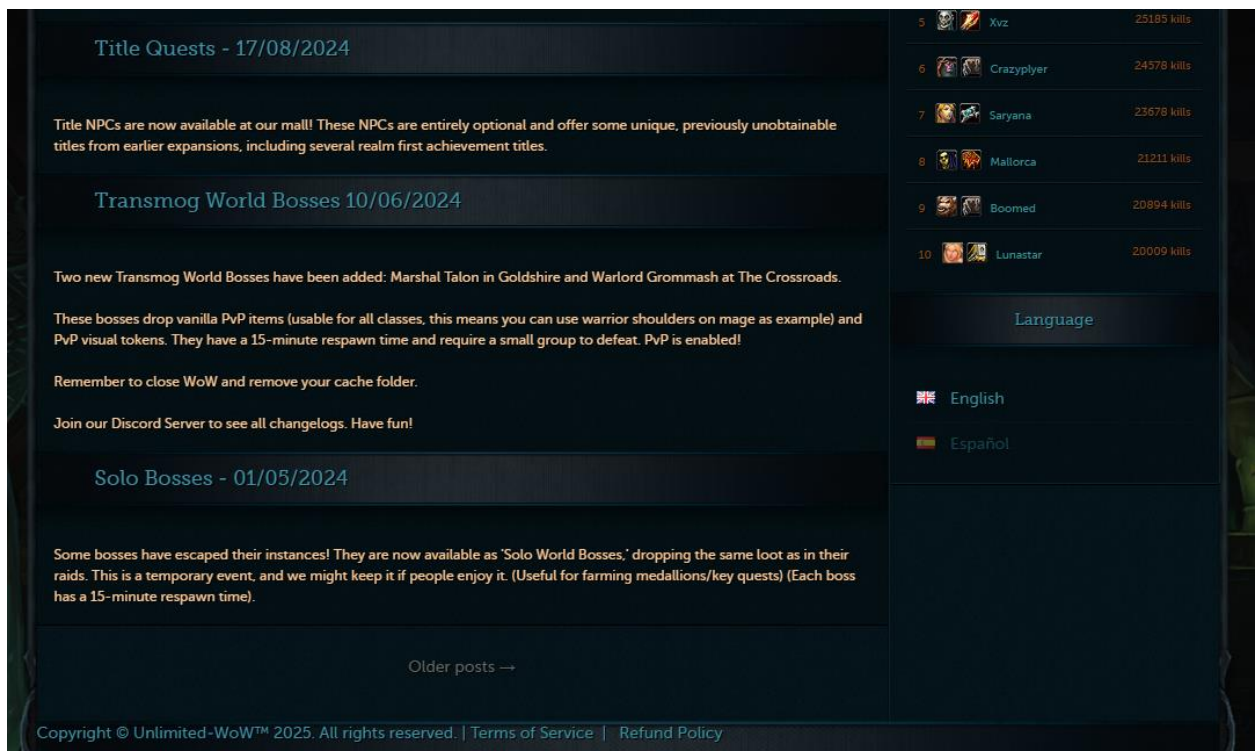 Title Quests - 17/08/2024
Title NPCs are now available at our mall! These NPCs are entirely optional and offer some unique, previously unobtainable
titles from earlier expansions, including several realm first achievement titles.
Transmog World Bosses 10/06/2024
Two new Transmog World Bosses have been added: Marshal Talon in Goldshire and Warlord Grommash at The Crossroads.
These bosses drop vanilla PvP items (usable for all classes, this means you can use warrior shoulders on mage as example) and
PvP visual tokens. They have a 15-minute respawn time and require a small group to defeat. PvP is enabled!
Remember to close WoW and remove your cache folder.
Join our Discord Server to see all changelogs. Have fun!
Solo Bosses - 01/05/2024
Some bosses have escaped their instances! They are now available as 'Solo World Bosses,' dropping the same loot as in their
raids. This is a temporary event, and we might keep it if people enjoy it. (Useful for farming medallions/key quests) (Each boss
has a 15-minute respawn time).
Older posts →
5 Xvz 25185 kills
6 Crazyplyer 24578 kills
7 Saryana 23678 kills
8 Mallorca 21211 kills
9 Boomed 20894 kills
10 Lunastar 20009 kills
Language
English
Español
Copyright © Unlimited-WoW™ 2025. All rights reserved. | Terms of Service | Refund Policy